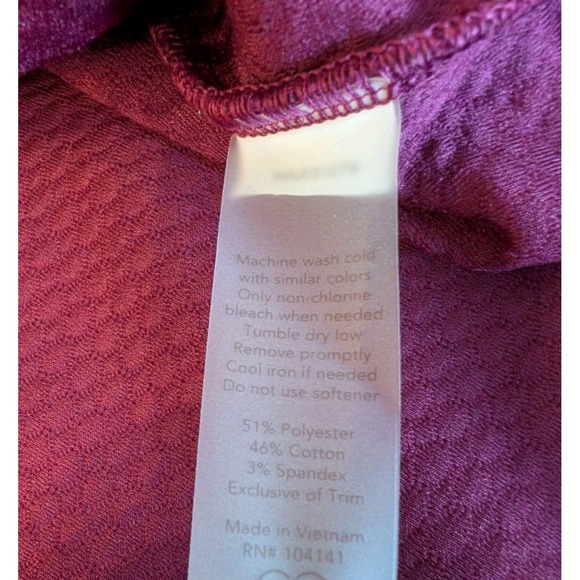 Machine wash cold
with similar colors
Only non-chlorine
bleach when needed
Tumble dry low
Remove promptly
Cool iron if needed
Do not use softener
51% Polyester
46% Cotton
3% Spandex
Exclusive of Trim
Made in Vietnam
RN# 104141